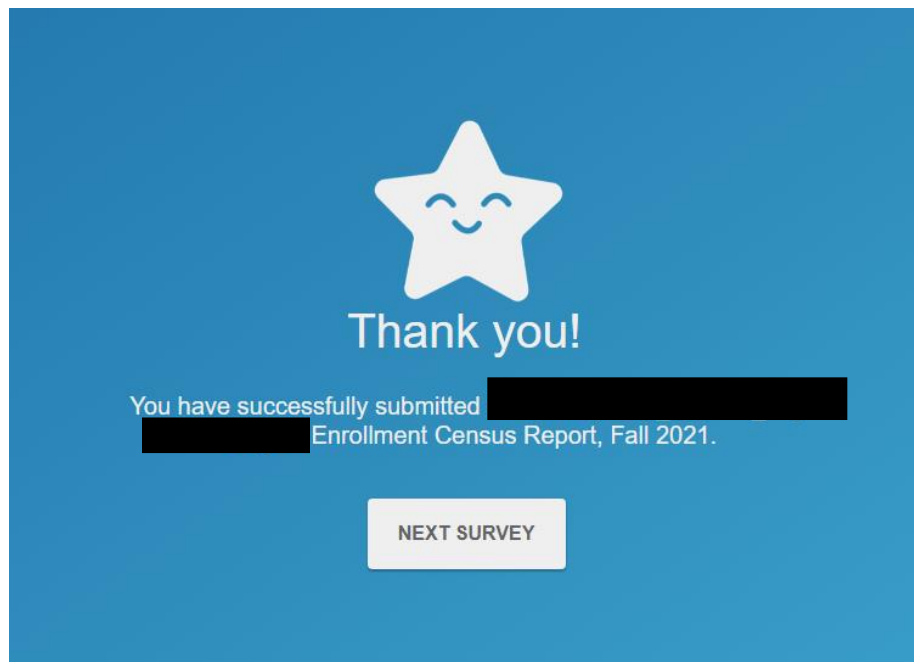 Thank you!
You have successfully submitted
Enrollment Census Report, Fall 2021.
NEXT SURVEY